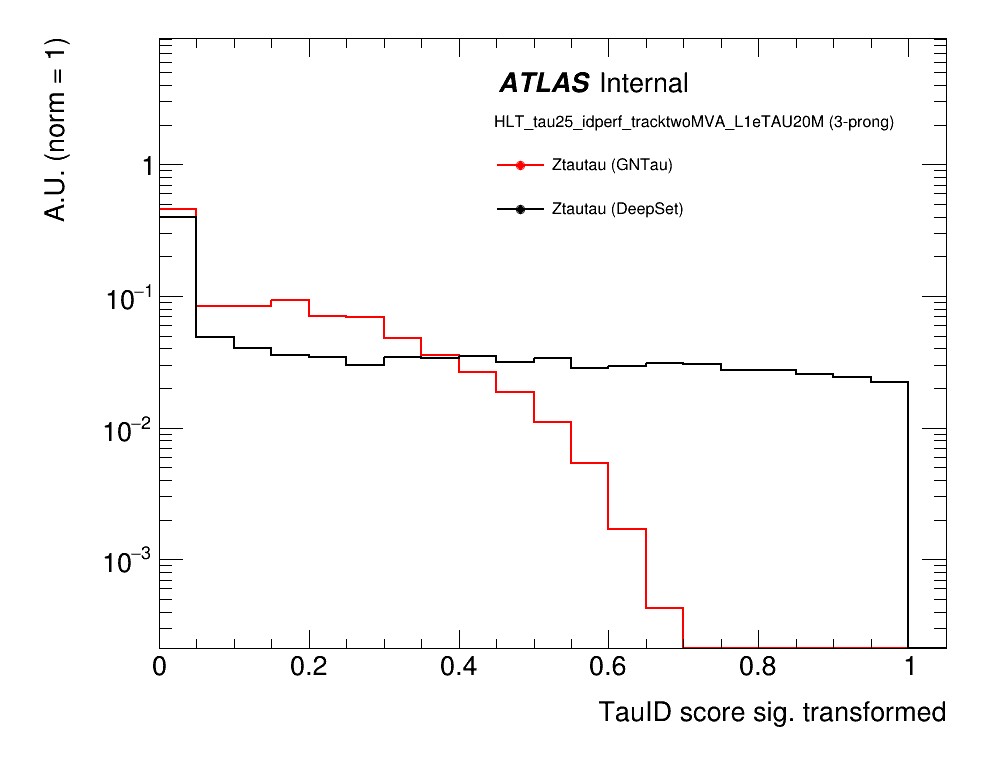 A.U. (norm = 1)
ATLAS Internal
HLT_tau25_idperf_tracktwoMVA_L1eTAU20M (3-prong)
Ztautau (GNTau)
Ztautau (DeepSet)
1
10⁻¹
10⁻²
10⁻³
0 0.2 0.4 0.6 0.8 1
TauID score sig. transformed